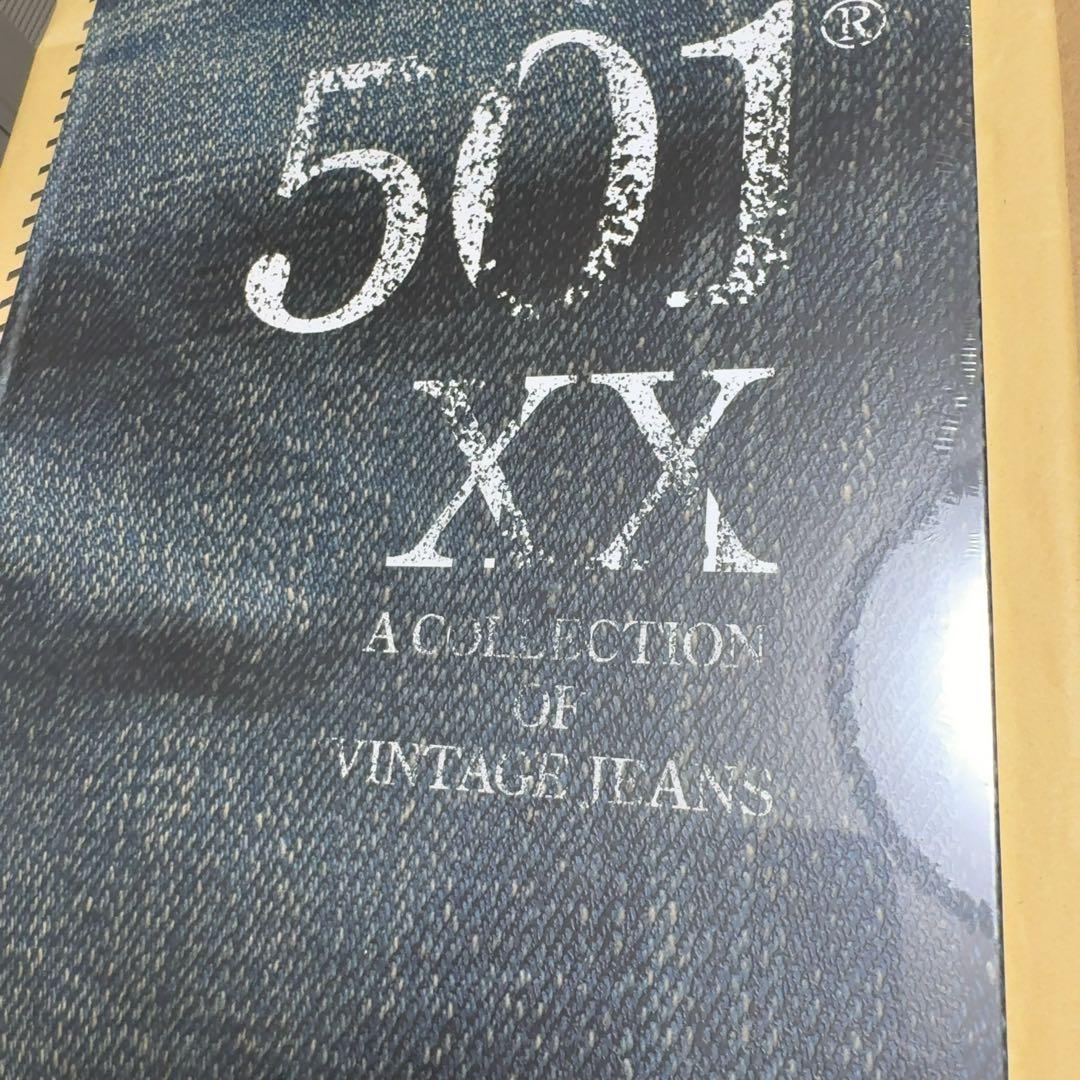 501®
XX
A COLLECTION
OF
VINTAGE JEANS